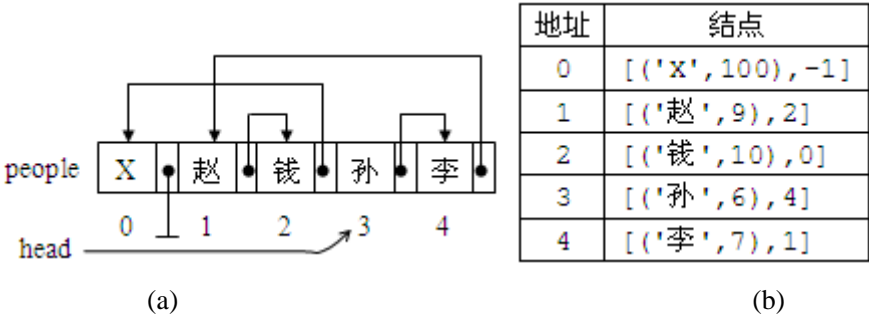 people X 赵 钱 孙 李
0 1 2 3 4
head
(a)
地址 结点
0 [('X',100),-1]
1 [('赵',9),2]
2 [('钱',10),0]
3 [('孙',6),4]
4 [('李',7),1]
(b)